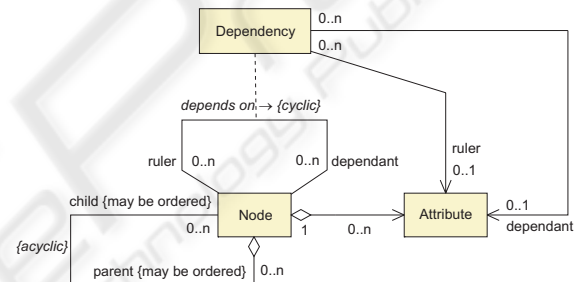 Dependency
0..n
0..n
depends on → {cyclic}
ruler
0..n
0..n
dependant
ruler
0..1
child {may be ordered}
0..n
Node
1
0..n
Attribute
0..1
dependant
{acyclic}
parent {may be ordered}
0..n